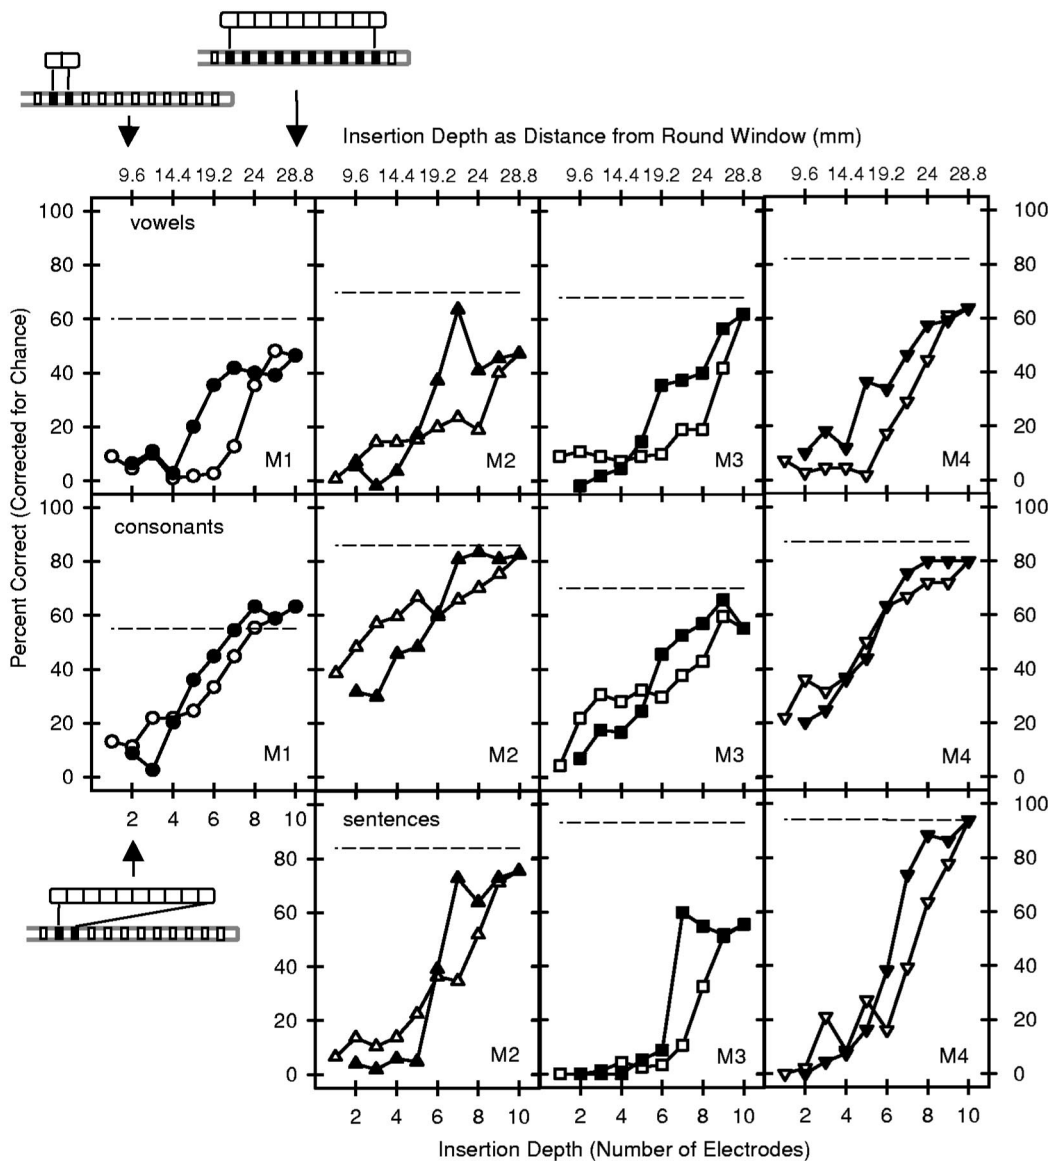 Insertion Depth as Distance from Round Window (mm)
9.6 14.4 19.2 24 28.8 9.6 14.4 19.2 24 28.8 9.6 14.4 19.2 24 28.8 9.6 14.4 19.2 24 28.8
Percent Correct (Corrected for Chance)
100 vowels 100
80 80
60 60
40 40
20 20
M1 M2 M3 M4
0 0
100 consonants 100
80 80
60 60
40 40
20 20
M1 M2 M3 M4
0 0
2 4 6 8 10 sentences 100
80 80
60 60
40 40
20 20
M2 M3 M4
0 0
2 4 6 8 10 2 4 6 8 10 2 4 6 8 10
Insertion Depth (Number of Electrodes)